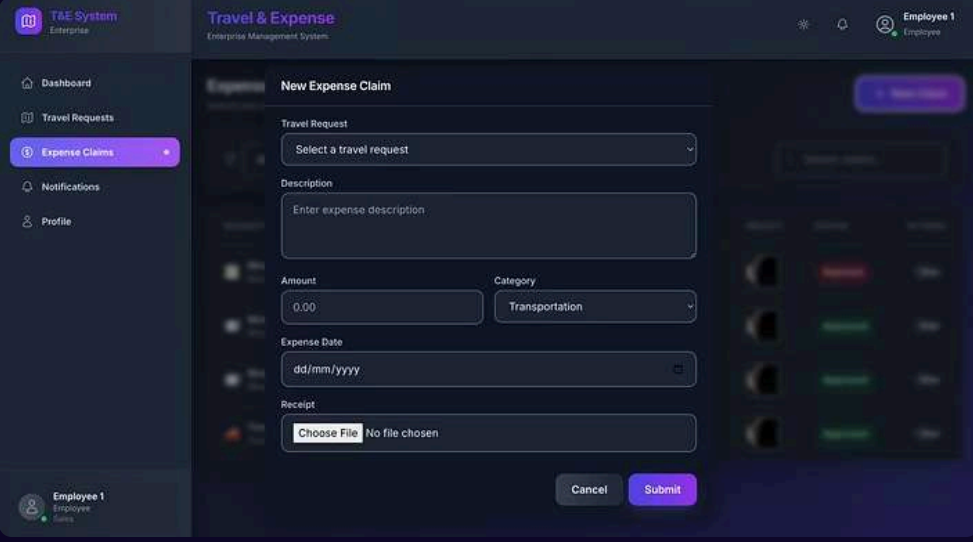 T&E System
Enterprise
Travel & Expense
Enterprise Management System
Employee 1
Employee
Dashboard
Travel Requests
Expense Claims
Notifications
Profile
New Expense Claim
Travel Request
Select a travel request
Description
Enter expense description
Amount
Category
0.00
Transportation
Expense Date
dd/mm/yyyy
Receipt
Choose File No file chosen
Cancel
Submit
Employee 1
Employee
Sales